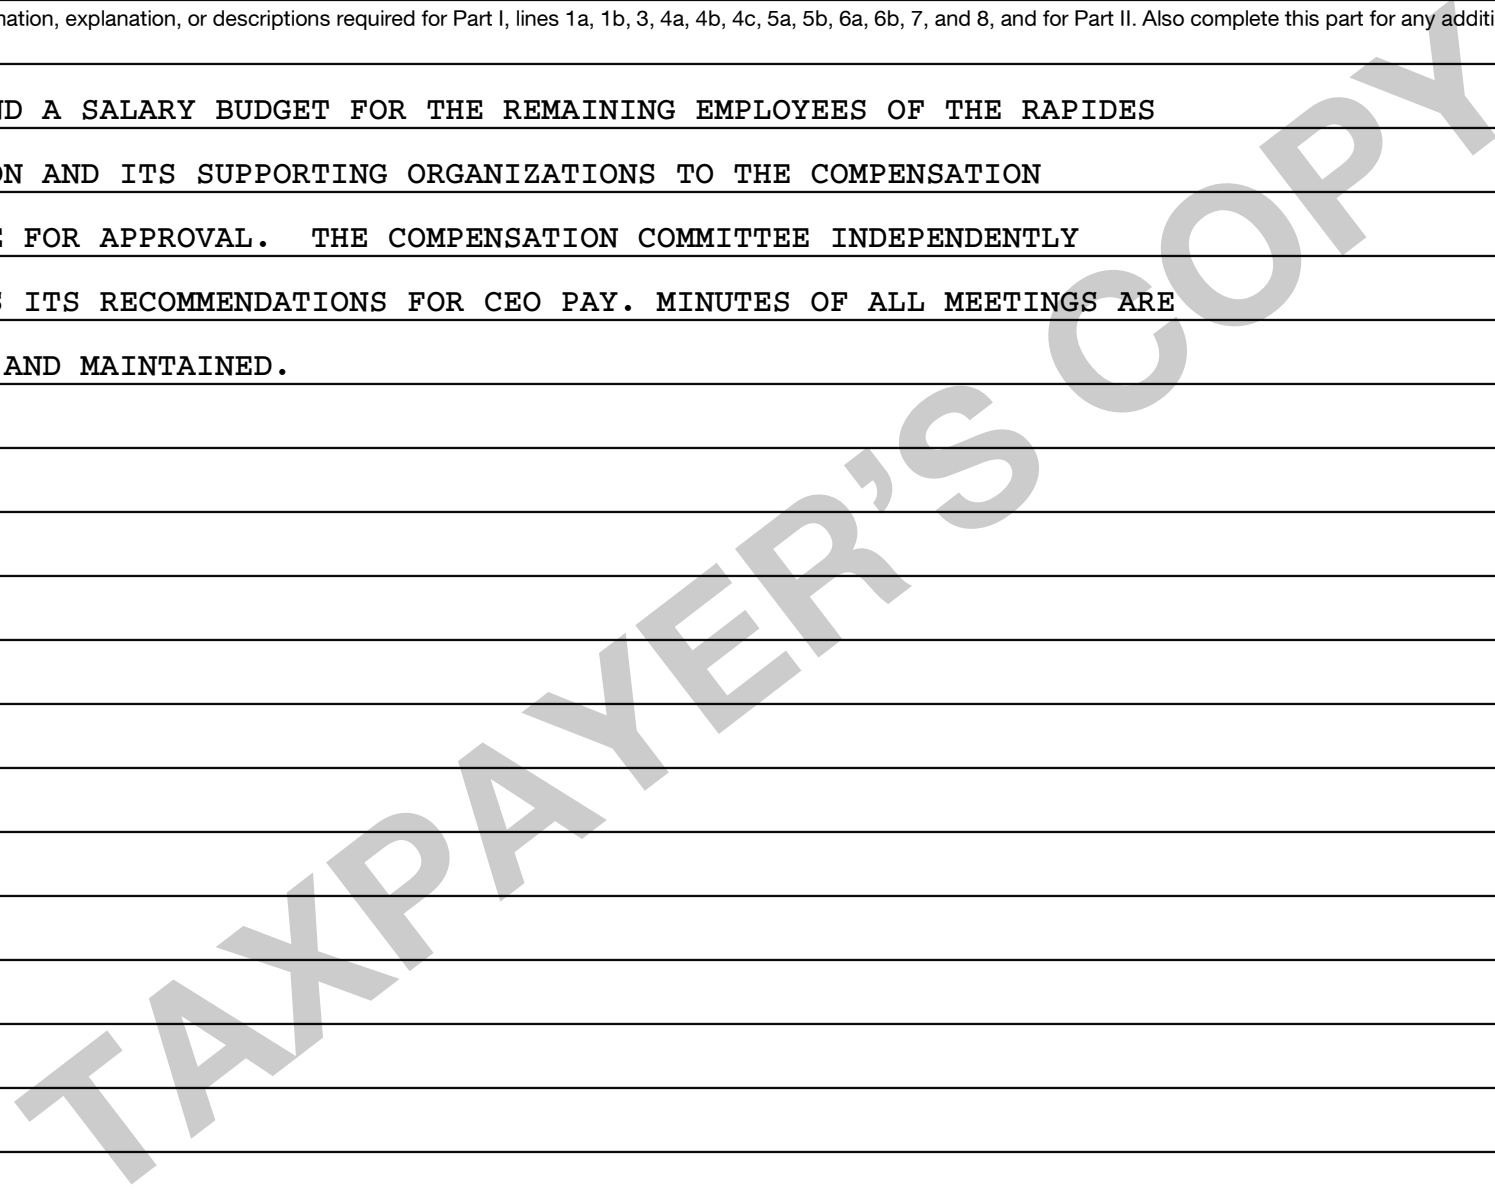 mation, explanation, or descriptions required for Part I, lines 1a, 1b, 3, 4a, 4b, 4c, 5a, 5b, 6a, 6b, 7, and 8, and for Part II. Also complete this part for any additi
ND A SALARY BUDGET FOR THE REMAINING EMPLOYEES OF THE RAPIDES
ON AND ITS SUPPORTING ORGANIZATIONS TO THE COMPENSATION
E FOR APPROVAL.  THE COMPENSATION COMMITTEE INDEPENDENTLY
S ITS RECOMMENDATIONS FOR CEO PAY. MINUTES OF ALL MEETINGS ARE
AND MAINTAINED.
TAXPAYER'S COPY